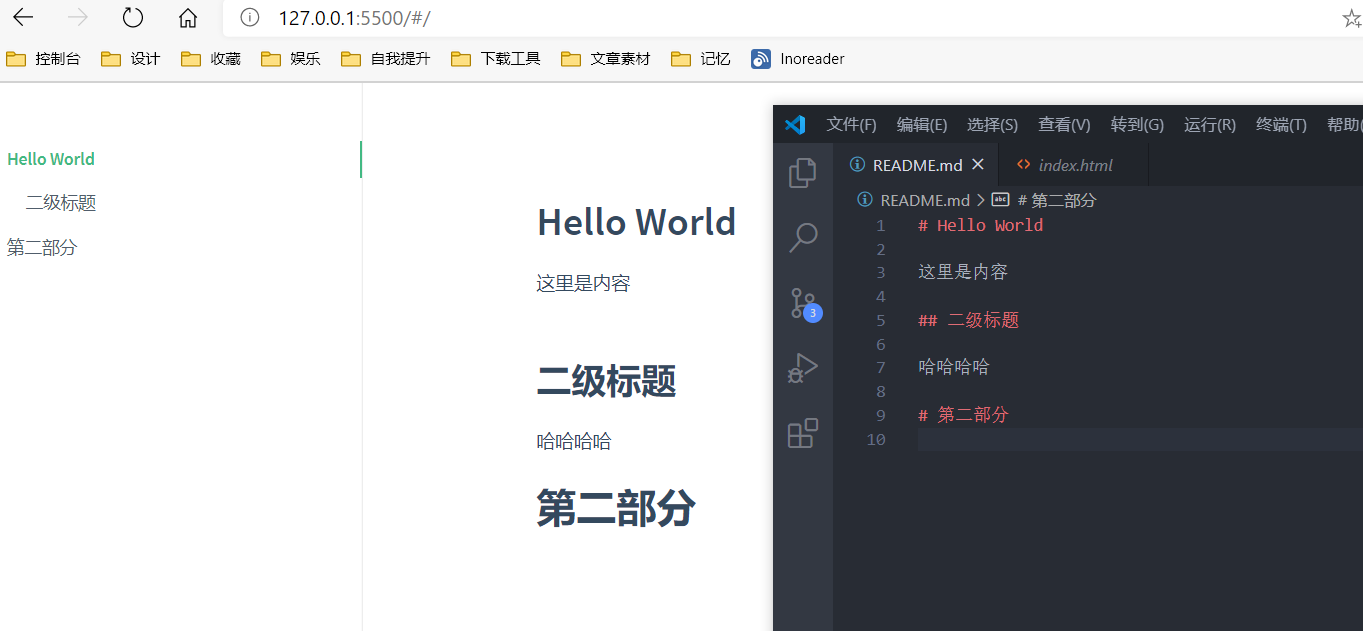 127.0.0.1:5500/#/
控制台 设计 收藏 娱乐 自我提升 下载工具 文章素材 记忆 Inoreader
Hello World
二级标题
第二部分
Hello World
这里是内容
二级标题
哈哈哈哈
第二部分
文件(F) 编辑(E) 选择(S) 查看(V) 转到(G) 运行(R) 终端(T) 帮助(
README.md index.html
README.md > abc # 第二部分
3
1 # Hello World
2
3 这里是内容
4
5 ## 二级标题
6
7 哈哈哈哈
8
9 # 第二部分
10